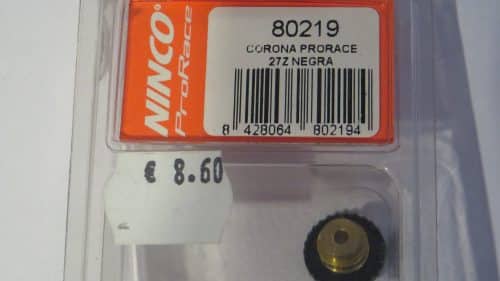 NINCO
ProRace
80219
CORONA PRORACE
27Z NEGRA
8 428064 802194
€ 8.60